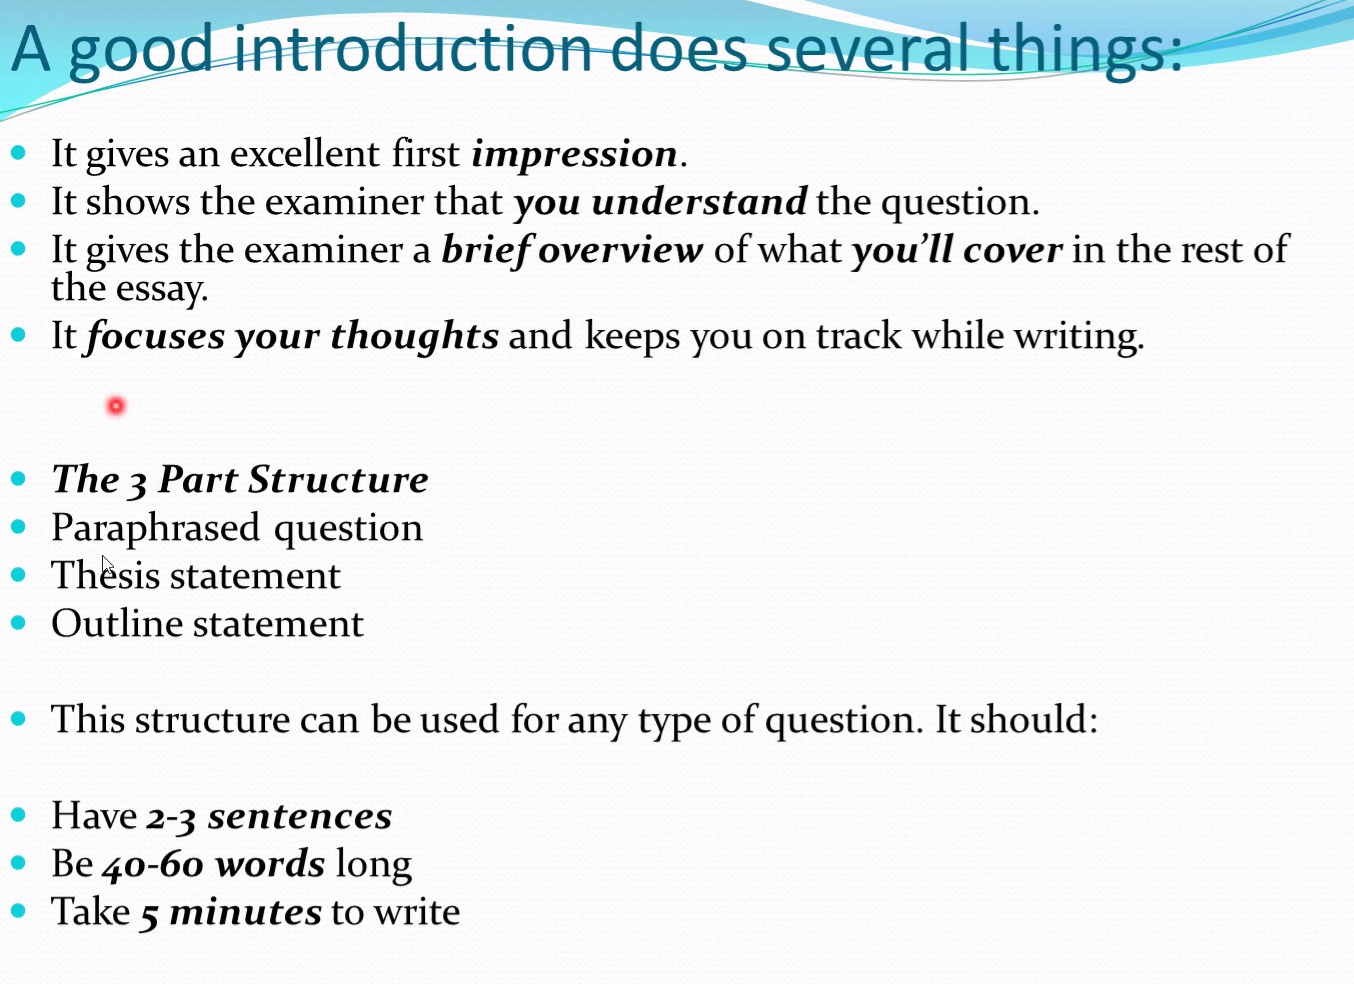 A good introduction does several things:
• It gives an excellent first impression.
• It shows the examiner that you understand the question.
• It gives the examiner a brief overview of what you’ll cover in the rest of
the essay.
• It focuses your thoughts and keeps you on track while writing.
• The 3 Part Structure
• Paraphrased question
• Thesis statement
• Outline statement
• This structure can be used for any type of question. It should:
• Have 2-3 sentences
• Be 40-60 words long
• Take 5 minutes to write